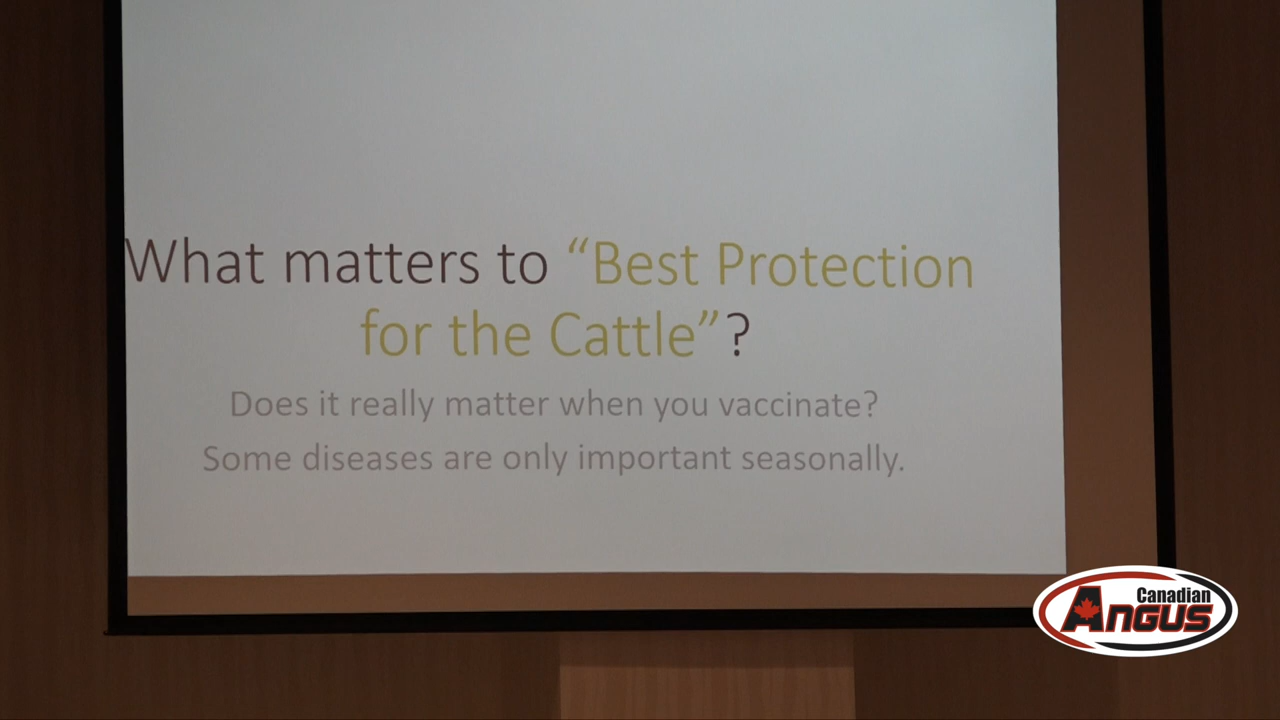 What matters to “Best Protection
for the Cattle”?
Does it really matter when you vaccinate?
Some diseases are only important seasonally.
Canadian
ANGUS